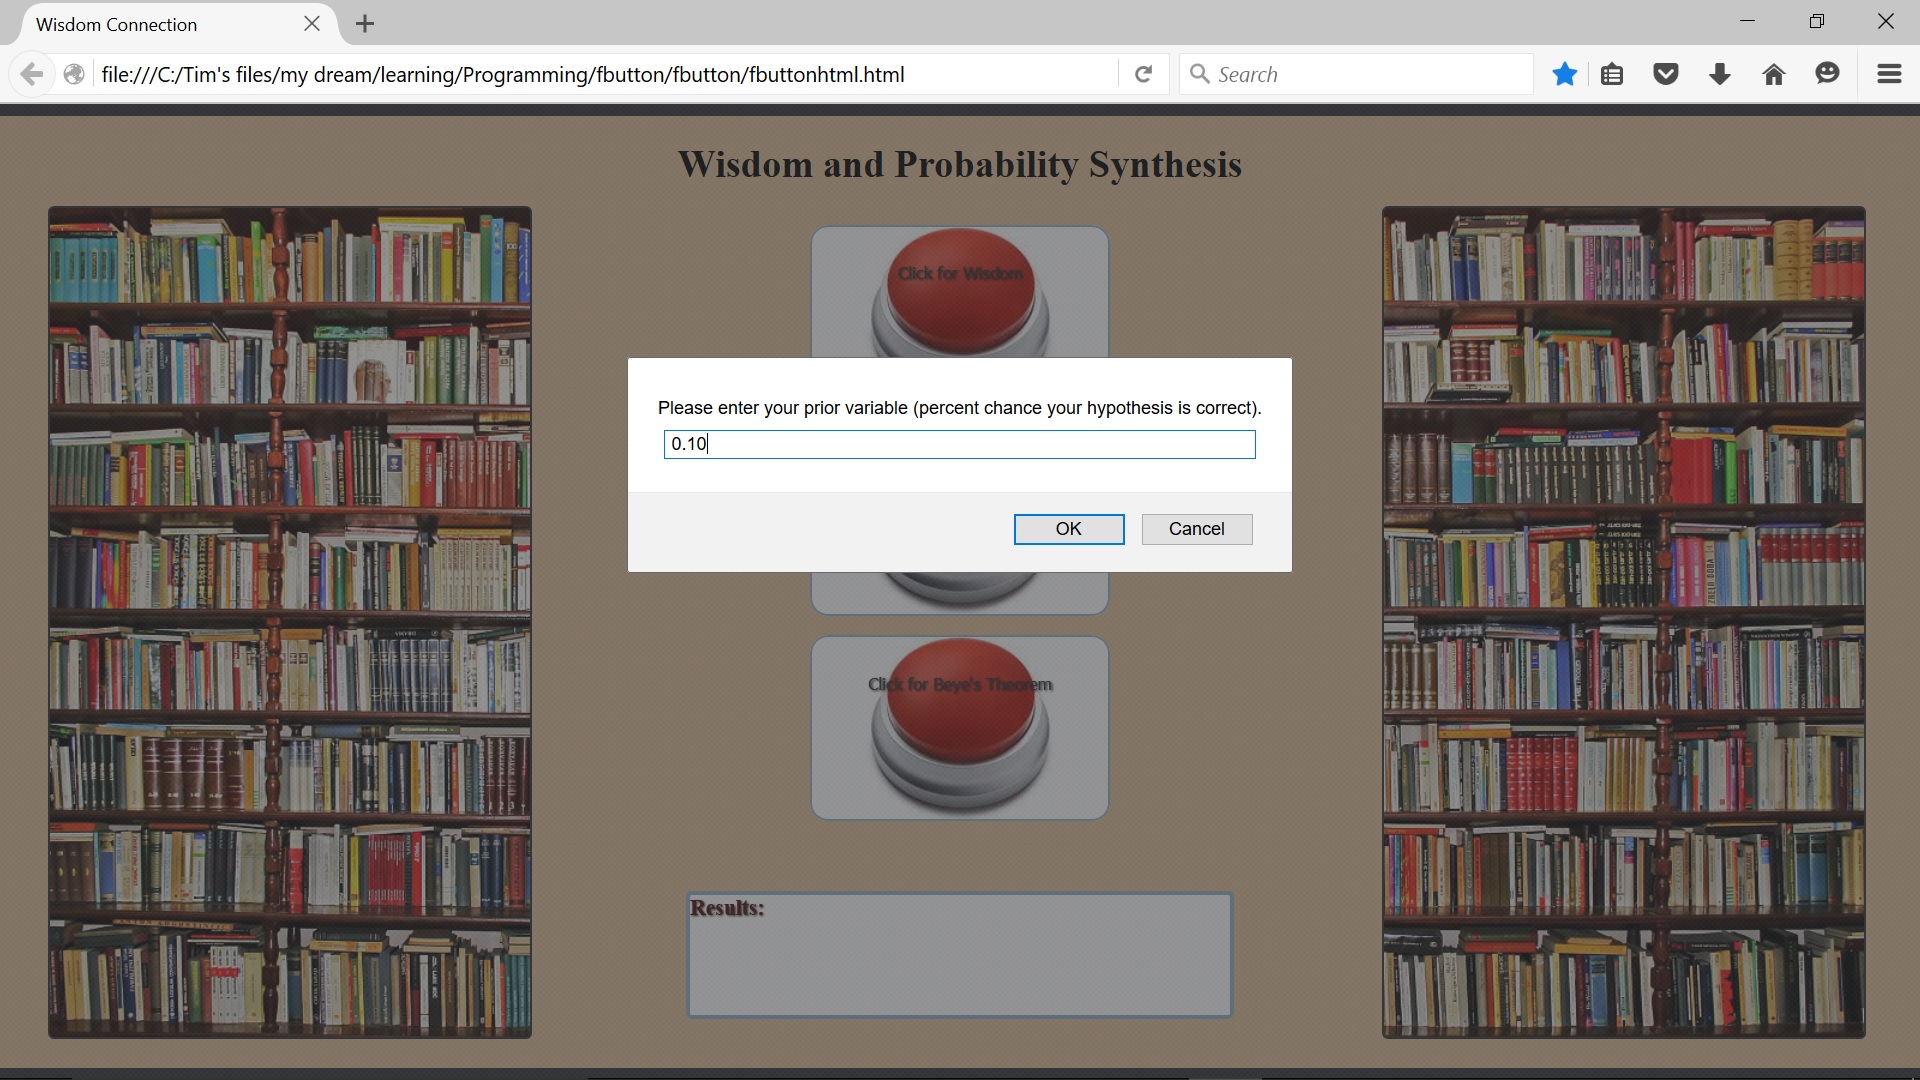 Wisdom Connection
file:///C:/Tim's files/my dream/learning/Programming/fbutton/fbutton/fbuttonhtml.html
Search
Wisdom and Probability Synthesis
Click for Wisdom
Please enter your prior variable (percent chance your hypothesis is correct).
0.10
OK
Cancel
Click for Beye's Theorem
Results: